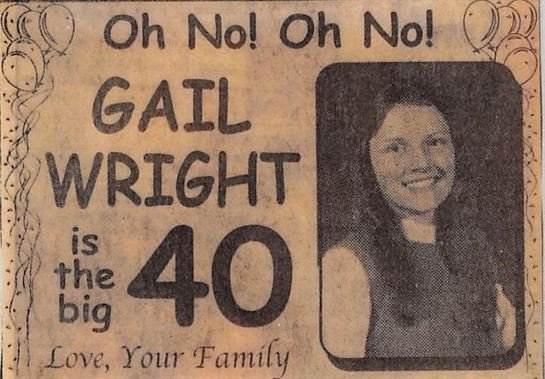 Oh No! Oh No!
GAIL
WRIGHT
is
the
big
40
Love, Your Family